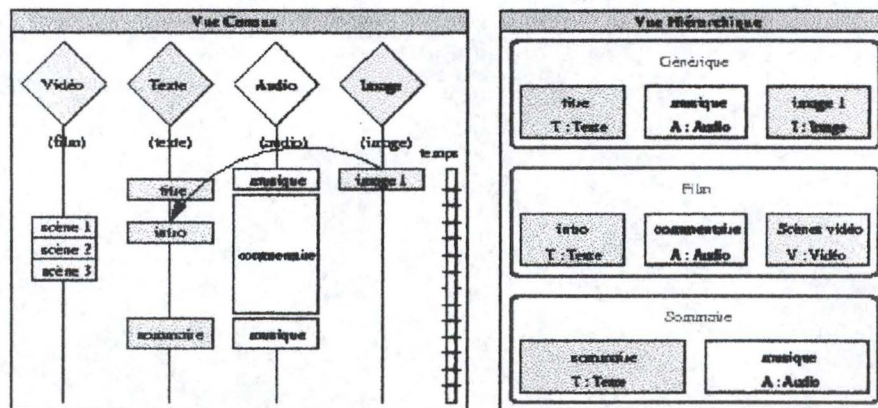 Vue Canaux
Vidéo Texte Audio Image
(film) (texte) (audio) (image)
temps
titre musique image 1
scène 1
scène 2
scène 3
intro
commentaire
sommaire musique
Vue Hiérarchique
Générique
titre musique image 1
T : Texte A : Audio I : Image
Film
intro commentaire Scènes vidéo
T : Texte A : Audio V : Vidéo
Sommaire
sommaire musique
T : Texte A : Audio